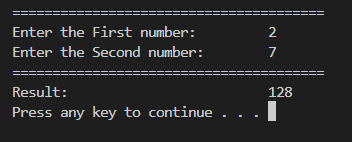 =======================================
Enter the First number:         2
Enter the Second number:        7
=======================================
Result:                         128
Press any key to continue . . .